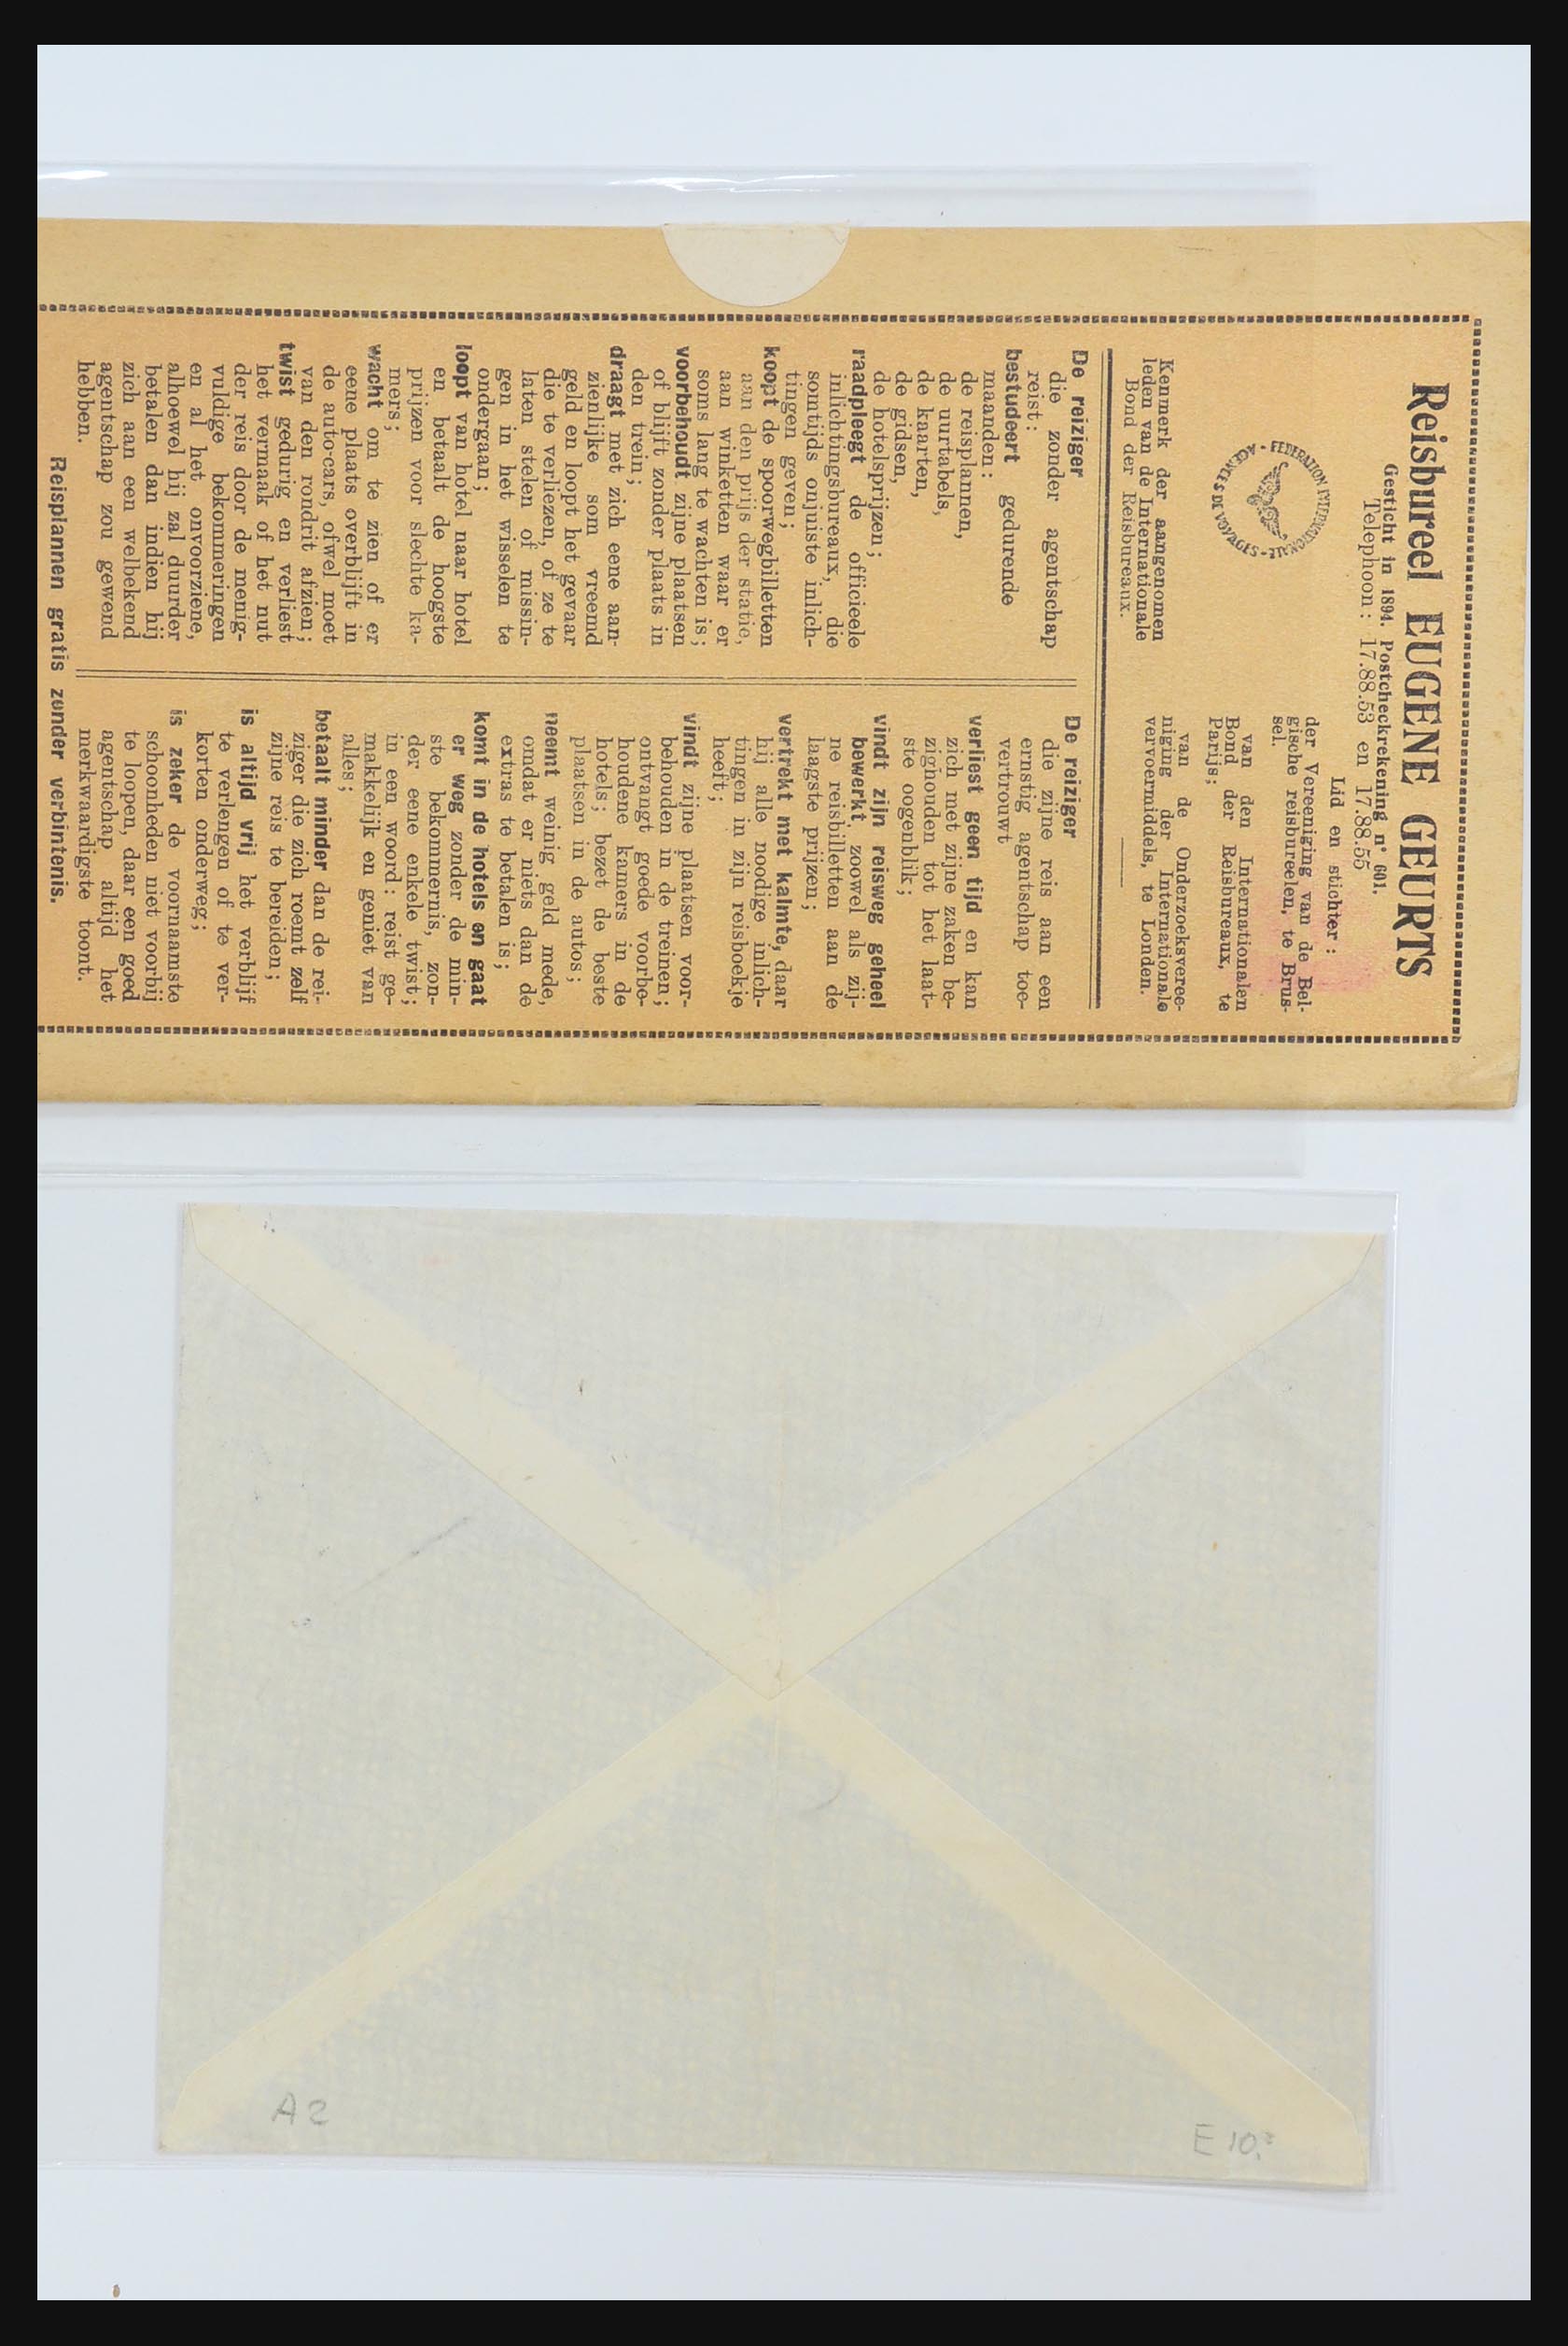 Reisbureel EUGENE GEURTS
Gesticht in 1894. Postcheckrekening n° 601.
Telephoon : 17.88.53 en 17.88.55
FEDERATION INTERNATIONALE - AGENCES DE VOYAGES -
Kenmerk der aangenomen
leden van de Internationale
Bond der Reisbureaux.
Lid en stichter :
der Vereeniging van de Bel-
gische reisbureelen, te Brus-
sel.
van den Internationalen
Bond der Reisbureaux, te
Parijs ;
van de Onderzoeksveree-
niging der Internationale
vervoermiddels, te Londen.
De reiziger
die zonder agentschap
reist :
bestudeert gedurende
maanden :
de reisplannen,
de uurtabels,
de kaarten,
de gidsen,
de hotelsprijzen ;
raadpleegt de officieele
inlichtingsbureaux, die
somtijds onjuiste inlich-
tingen geven ;
koopt de spoorwegbilletten
aan den prijs der statie,
aan winketten waar er
soms lang te wachten is ;
voorbehoudt zijne plaatsen
of blijft zonder plaats in
den trein ;
draagt met zich eene aan-
zienlijke som vreemd
geld en loopt het gevaar
die te verliezen, of ze te
laten stelen of missin-
gen in het wisselen te
ondergaan ;
loopt van hotel naar hotel
en betaalt de hoogste
prijzen voor slechte ka-
mers ;
wacht om te zien of er
eene plaats overblijft in
de auto-cars, ofwel moet
van den rondrit afzien ;
twist gedurig en verliest
het vermaak of het nut
der reis door de menig-
vuldige bekommeringen
en al het onvorziene,
alhoewel hij zal duurder
betalen dan indien hij
zich aan een welbekend
agentschap zou gewend
hebben.
De reiziger
die zijne reis aan een
ernstig agentschap toe-
vertrouwt
verliest geen tijd en kan
zich met zijne zaken be-
zighouden tot het laat-
ste oogenblik ;
vindt zijn reisweg geheel
bewerkt, zoowel als zij-
ne reisbilletten aan de
laagste prijzen ;
vertrekt met kalmte, daar
hij alle noodige inlich-
tingen in zijn reisboekje
heeft ;
vindt zijne plaatsen voor-
behouden in de treinen ;
ontvangt goede voorbe-
houdene kamers in de
hotels ; bezet de beste
plaatsen in de autos ;
neemt weinig geld mede,
omdat er niets dan de
extras te betalen is ;
komt in de hotels en gaat
er weg zonder de min-
ste bekommernis, zon-
der eene enkele twist ;
in een woord : reist ge-
makkelijk en geniet van
alles ;
betaalt minder dan de rei-
ziger die zich roemt zelf
zijne reis te bereiden ;
is altijd vrij het verblijf
te verlengen of te ver-
korten onderweg ;
is zeker de voornaamste
schoonheden niet voorbij
te loopen, daar een goed
agentschap, altijd het
merkwaardigste toont.
Reisplannen gratis zonder verbintenis.
A2
E 10.-